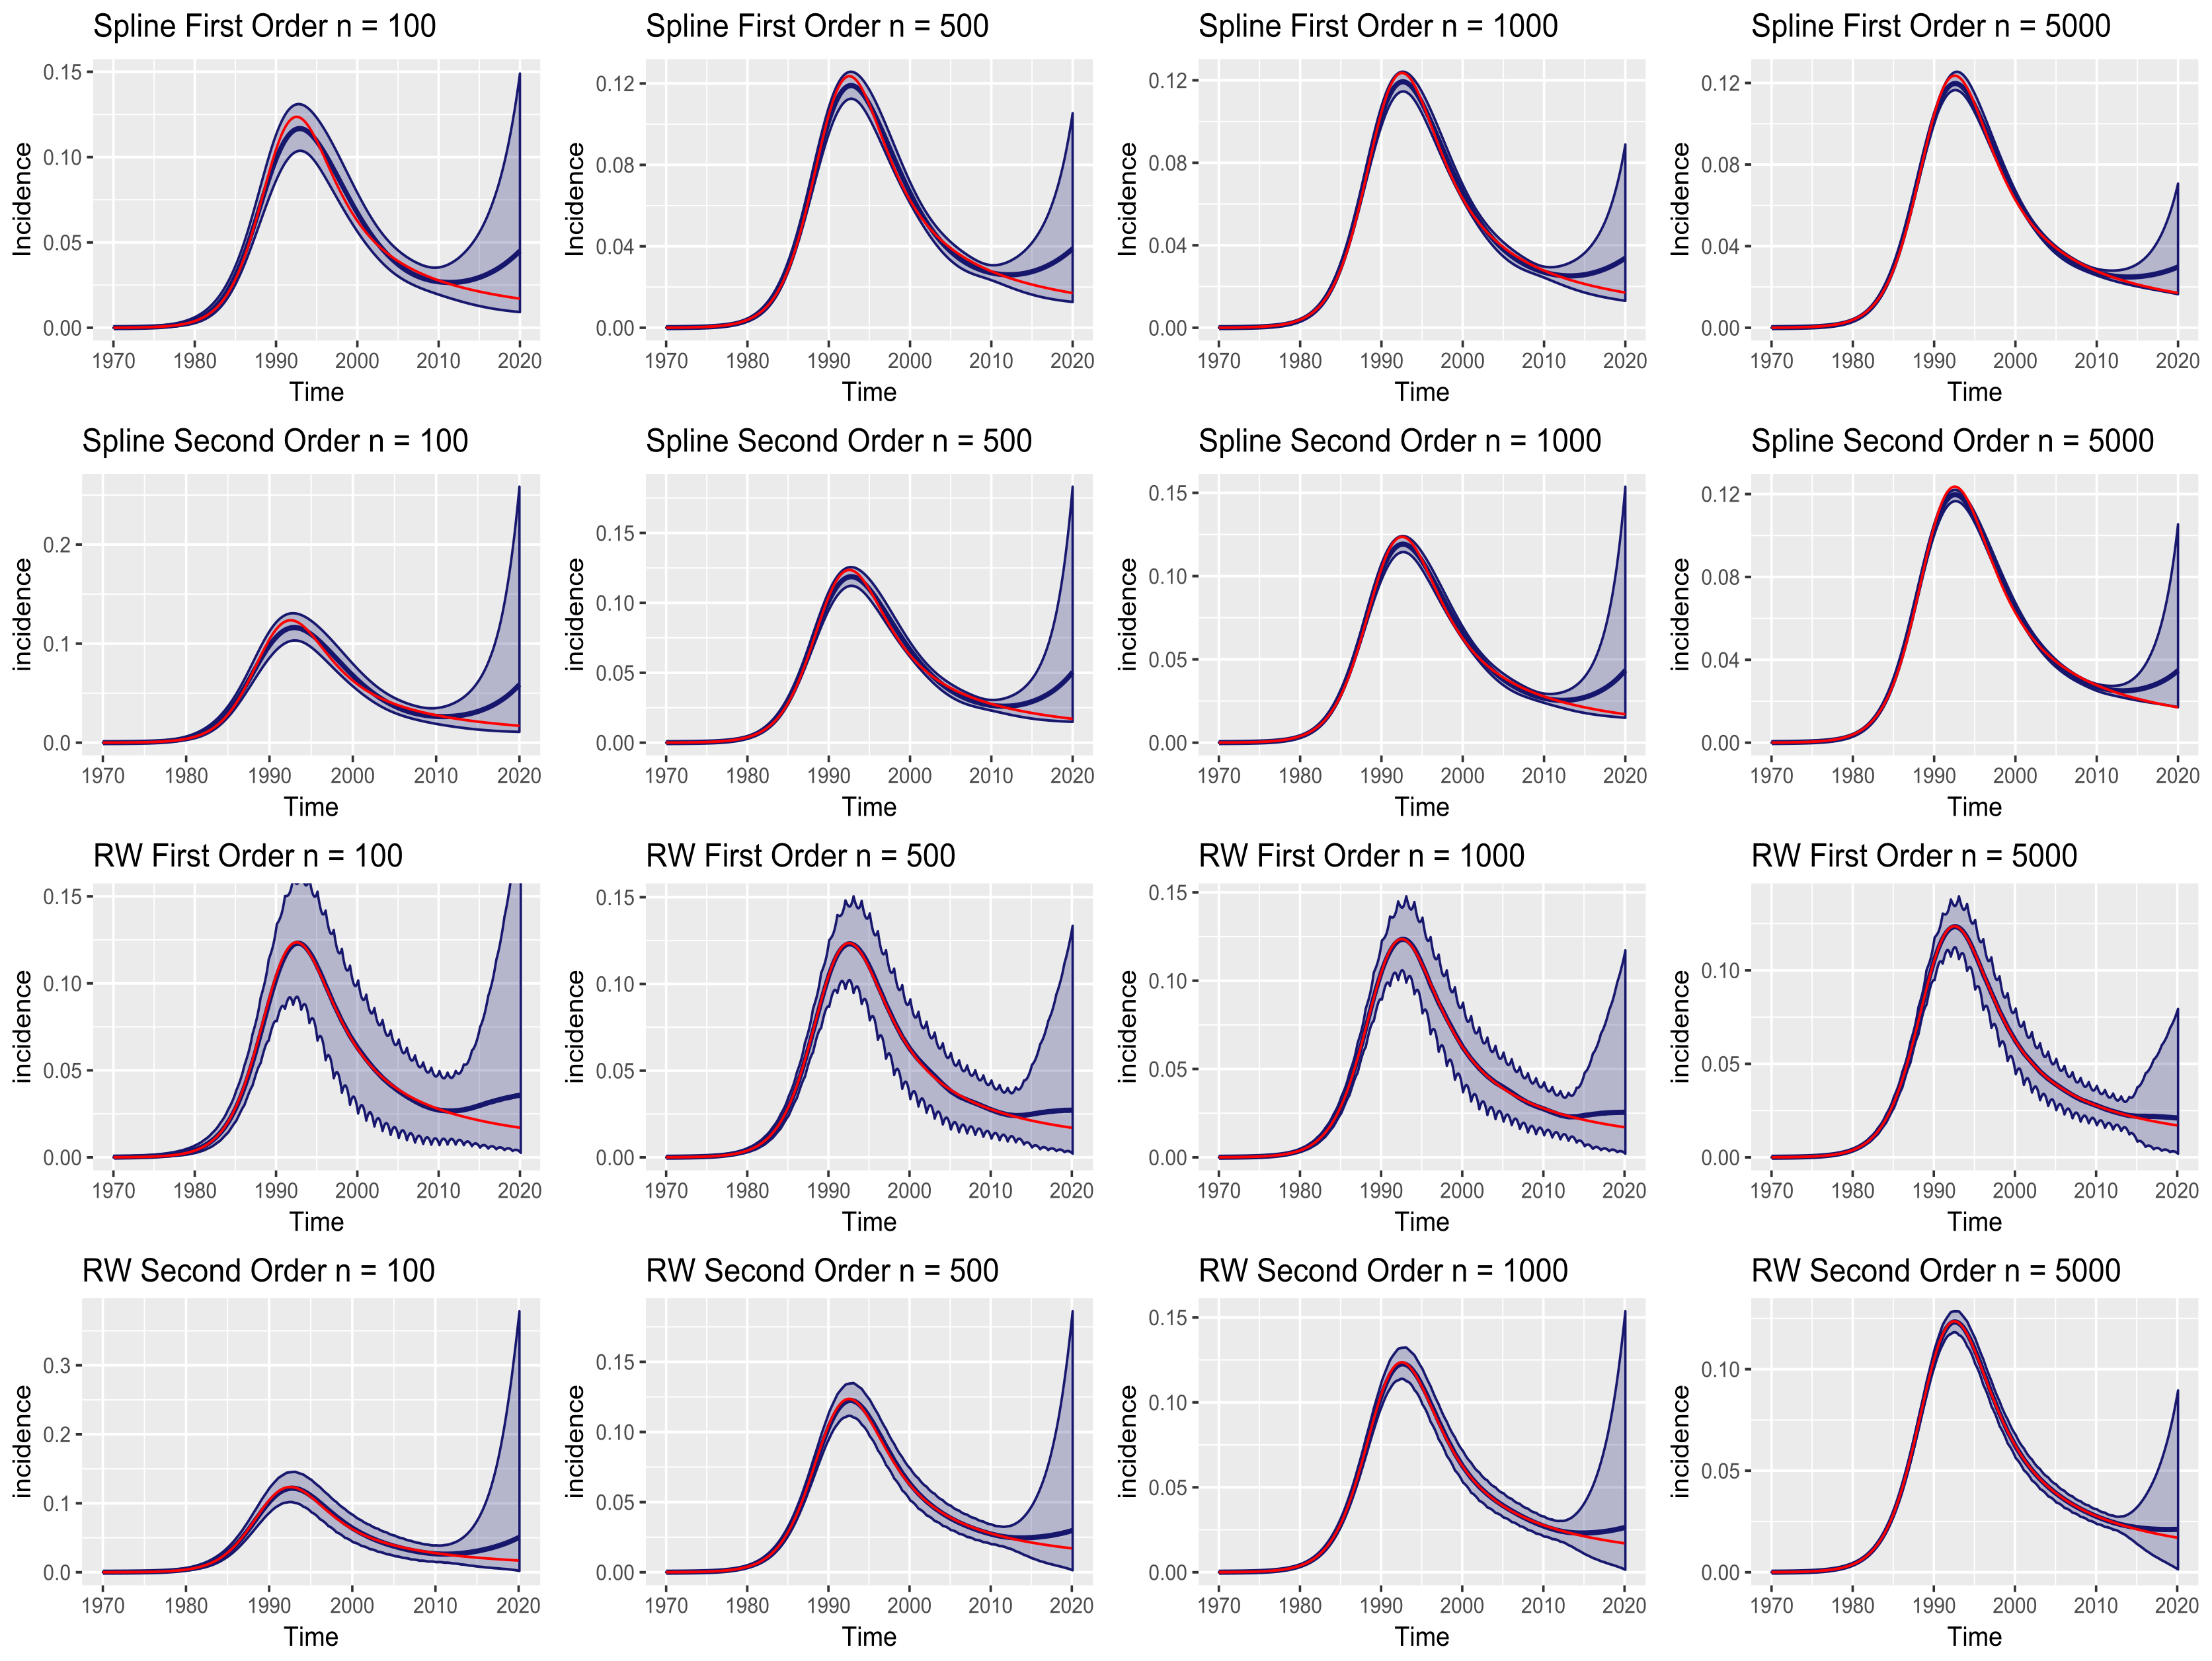 Spline First Order n = 100
Incidence
0.15
0.10
0.05
0.00
1970 1980 1990 2000 2010 2020
Time
Spline First Order n = 500
Incidence
0.12
0.08
0.04
0.00
1970 1980 1990 2000 2010 2020
Time
Spline First Order n = 1000
Incidence
0.12
0.08
0.04
0.00
1970 1980 1990 2000 2010 2020
Time
Spline First Order n = 5000
Incidence
0.12
0.08
0.04
0.00
1970 1980 1990 2000 2010 2020
Time
Spline Second Order n = 100
incidence
0.2
0.1
0.0
1970 1980 1990 2000 2010 2020
Time
Spline Second Order n = 500
incidence
0.15
0.10
0.05
0.00
1970 1980 1990 2000 2010 2020
Time
Spline Second Order n = 1000
incidence
0.15
0.10
0.05
0.00
1970 1980 1990 2000 2010 2020
Time
Spline Second Order n = 5000
incidence
0.12
0.08
0.04
0.00
1970 1980 1990 2000 2010 2020
Time
RW First Order n = 100
incidence
0.15
0.10
0.05
0.00
1970 1980 1990 2000 2010 2020
Time
RW First Order n = 500
incidence
0.15
0.10
0.05
0.00
1970 1980 1990 2000 2010 2020
Time
RW First Order n = 1000
incidence
0.15
0.10
0.05
0.00
1970 1980 1990 2000 2010 2020
Time
RW First Order n = 5000
incidence
0.10
0.05
0.00
1970 1980 1990 2000 2010 2020
Time
RW Second Order n = 100
incidence
0.3
0.2
0.1
0.0
1970 1980 1990 2000 2010 2020
Time
RW Second Order n = 500
incidence
0.15
0.10
0.05
0.00
1970 1980 1990 2000 2010 2020
Time
RW Second Order n = 1000
incidence
0.15
0.10
0.05
0.00
1970 1980 1990 2000 2010 2020
Time
RW Second Order n = 5000
incidence
0.10
0.05
0.00
1970 1980 1990 2000 2010 2020
Time